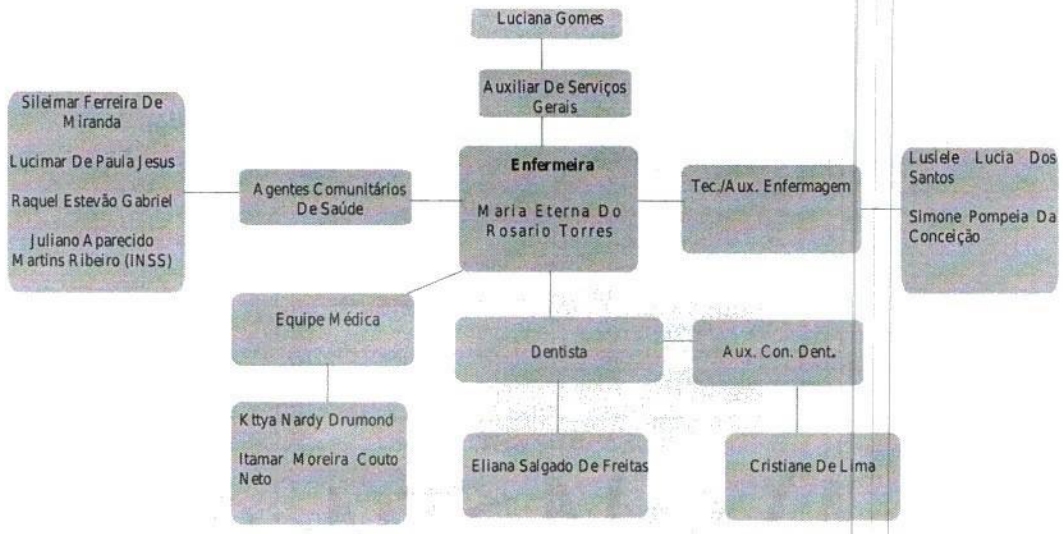 Luciana Gomes
Auxiliar De Serviços
Gerais
Sileimar Ferreira De
Miranda
Lucimar De Paula Jesus
Raquel Estevão Gabriel
Juliano Aparecido
Martins Ribeiro (INSS)
Agentes Comunitários
De Saúde
Enfermeira
Maria Eterna Do
Rosario Torres
Tec./Aux. Enfermagem
Lusiele Lucia Dos
Santos
Simone Pompeia Da
Conceição
Equipe Médica
Dentista
Aux. Con. Dent.
Kttya Nardy Drumond
Itamar Moreira Couto
Neto
Eliana Salgado De Freitas
Cristiane De Lima